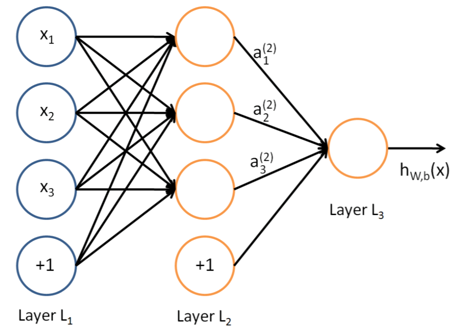 x1
x2
x3
+1
Layer L1
a1(2)
a2(2)
a3(2)
+1
Layer L2
Layer L3
hW,b(x)